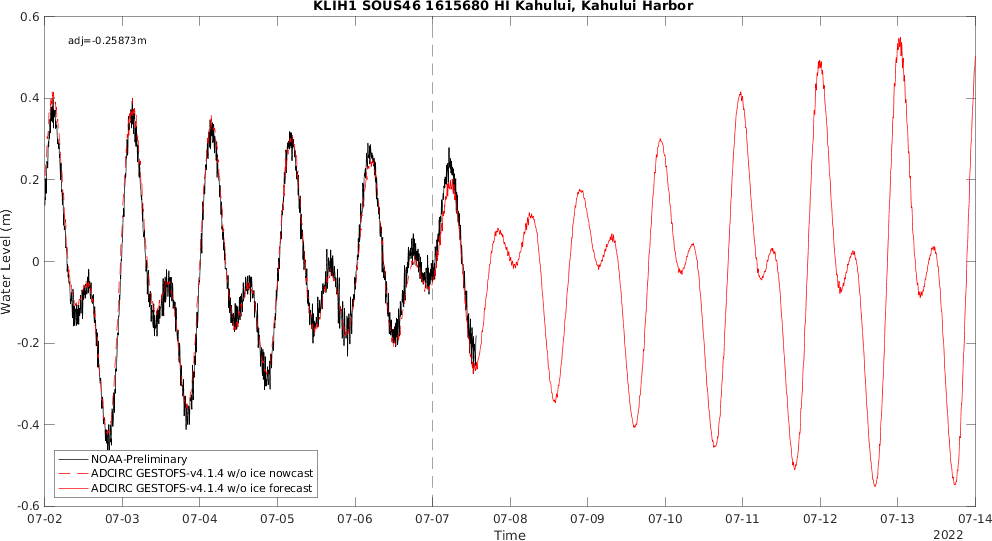 KLIH1 SOUS46 1615680 HI Kahului, Kahului Harbor
adj=-0.25873m
0.6
0.4
0.2
0
-0.2
-0.4
-0.6
Water Level (m)
NOAA-Preliminary
ADCIRC GESTOFS-v4.1.4 w/o ice nowcast
ADCIRC GESTOFS-v4.1.4 w/o ice forecast
07-02 07-03 07-04 07-05 07-06 07-07 07-08 07-09 07-10 07-11 07-12 07-13 07-14
Time
2022